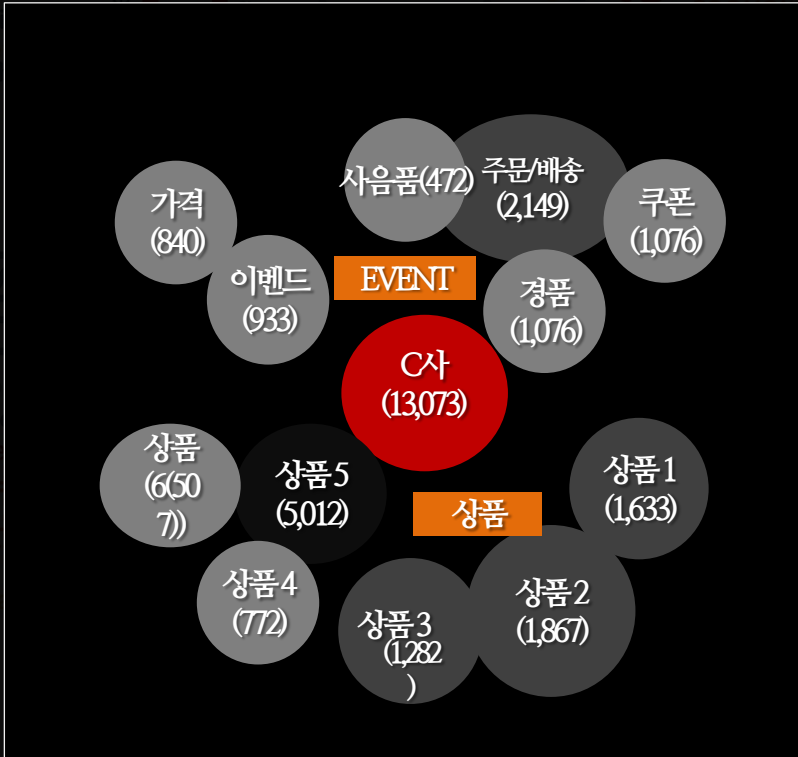 사음품(472)
주문/배송
(2,149)
가격
(840)
쿠폰
(1,076)
이벤드
(933)
EVENT
경품
(1,076)
C사
(13,073)
상품
(6(50
7))
상품 5
(5,012)
상품 1
(1,633)
상품
상품 4
(772)
상품 3
(1,282
)
상품 2
(1,867)